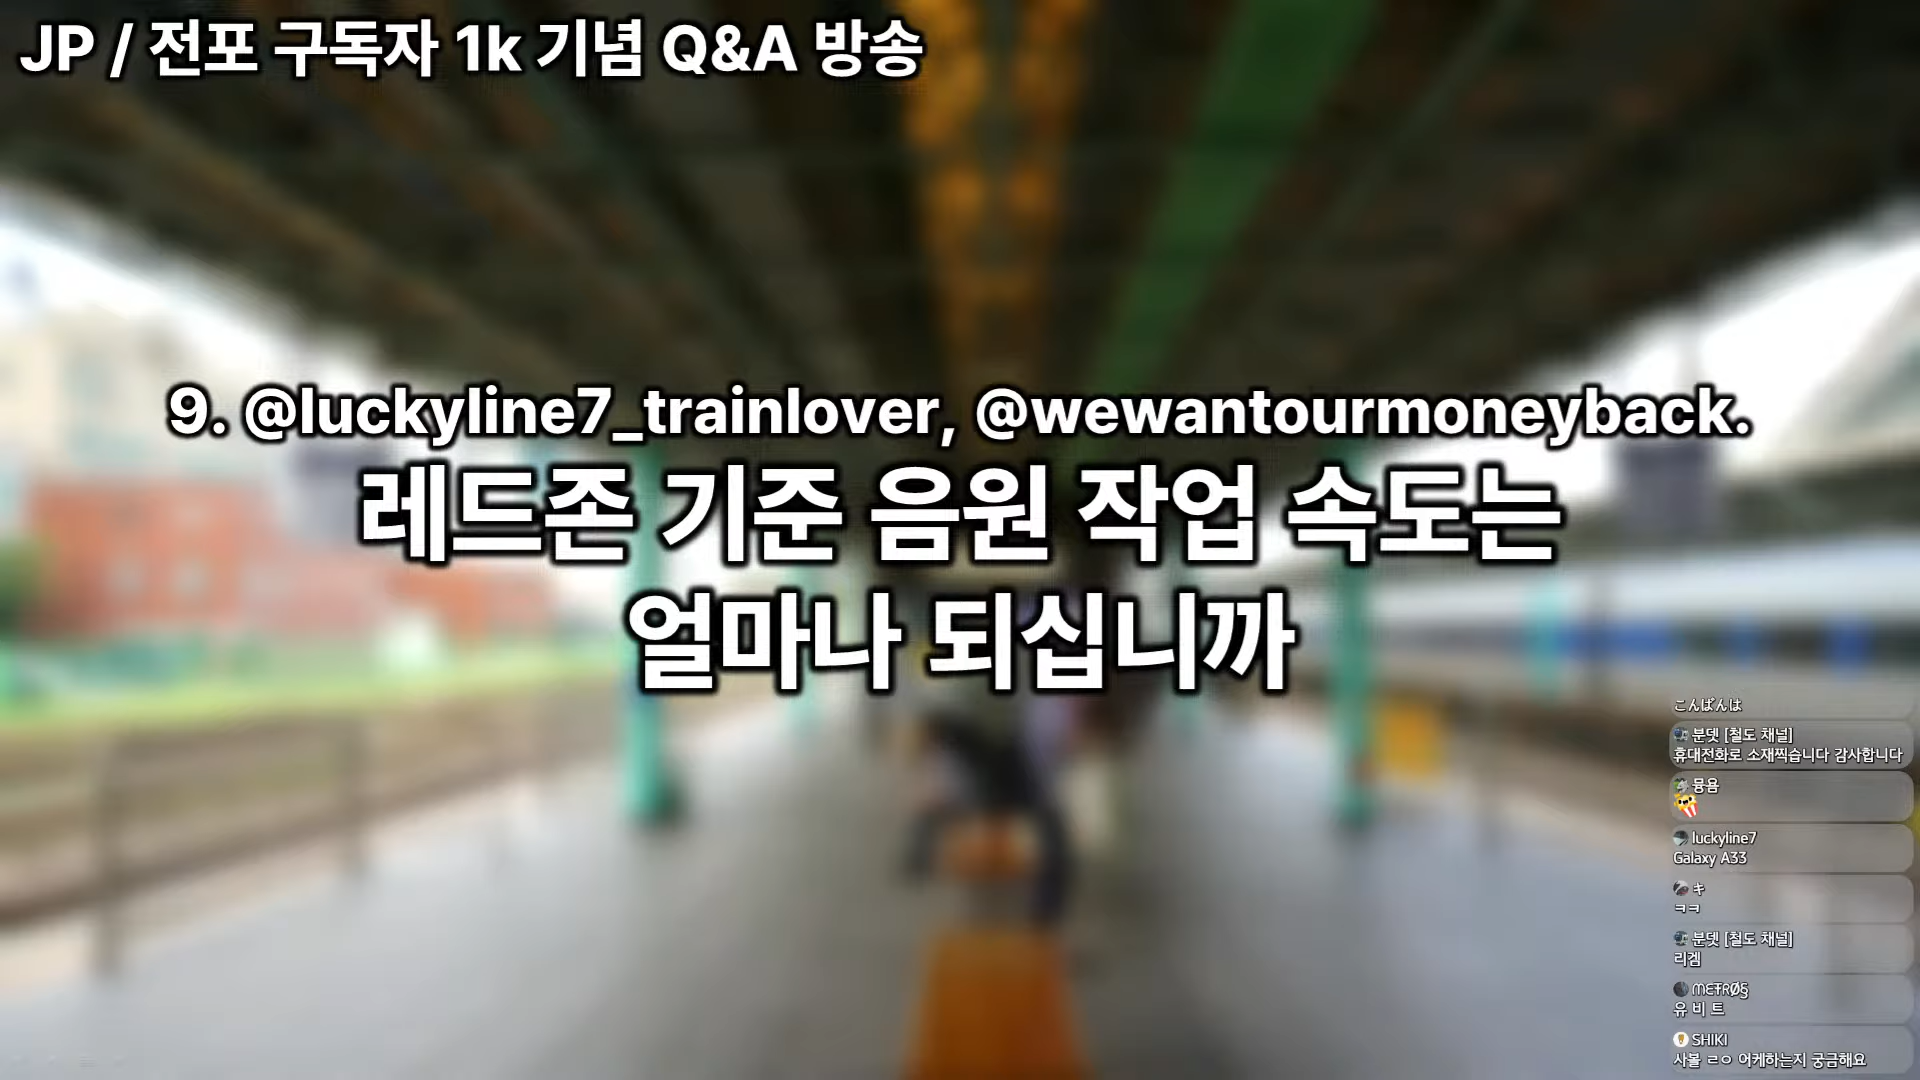 JP / 전포 구독자 1k 기념 Q&A 방송
9. @luckyline7_trainlover, @wewantourmoneyback.
레드존 기준 음원 작업 속도는
얼마나 되십니까
こんばんは
분뎃 [철도 채널]
휴대전화로 소재찍습니다 감사합니다
뮹욤
luckyline7
Galaxy A33
キ
ㅋㅋ
분뎃 [철도 채널]
리겜
ᗰ€ŦRØ§
유 비 트
SHIKI
사볼 ㄹㅇ 어케하는지 궁금해요